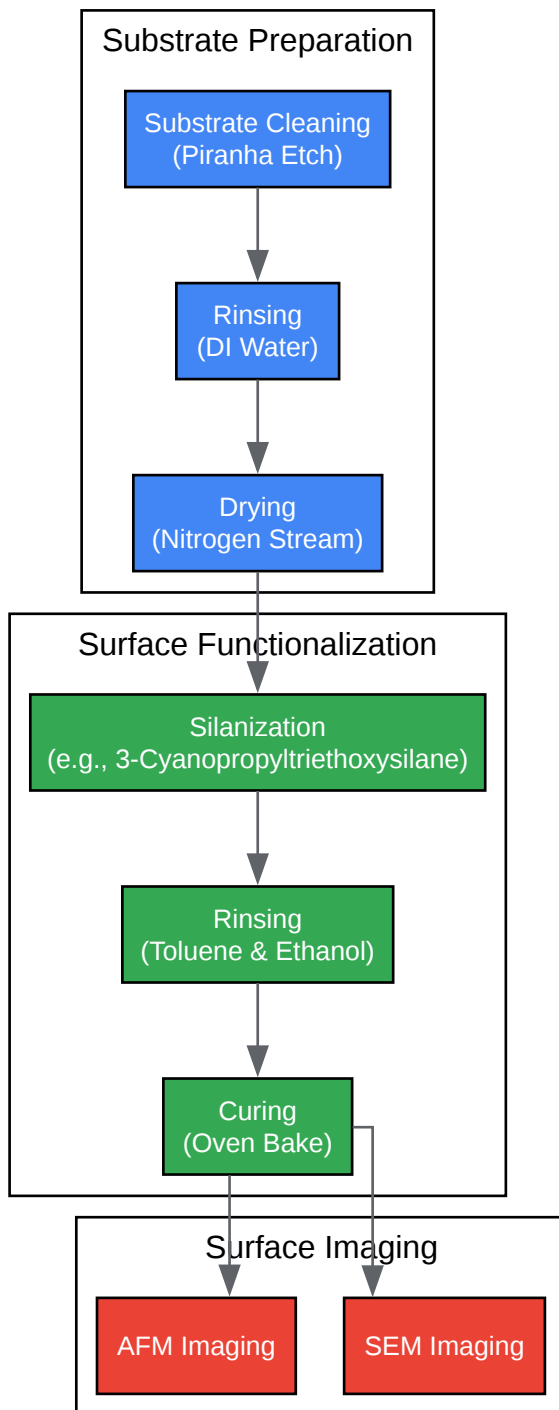 Substrate Preparation
Substrate Cleaning
(Piranha Etch)
Rinsing
(DI Water)
Drying
(Nitrogen Stream)
Surface Functionalization
Silanization
(e.g., 3-Cyanopropyltriethoxysilane)
Rinsing
(Toluene & Ethanol)
Curing
(Oven Bake)
Surface Imaging
AFM Imaging
SEM Imaging